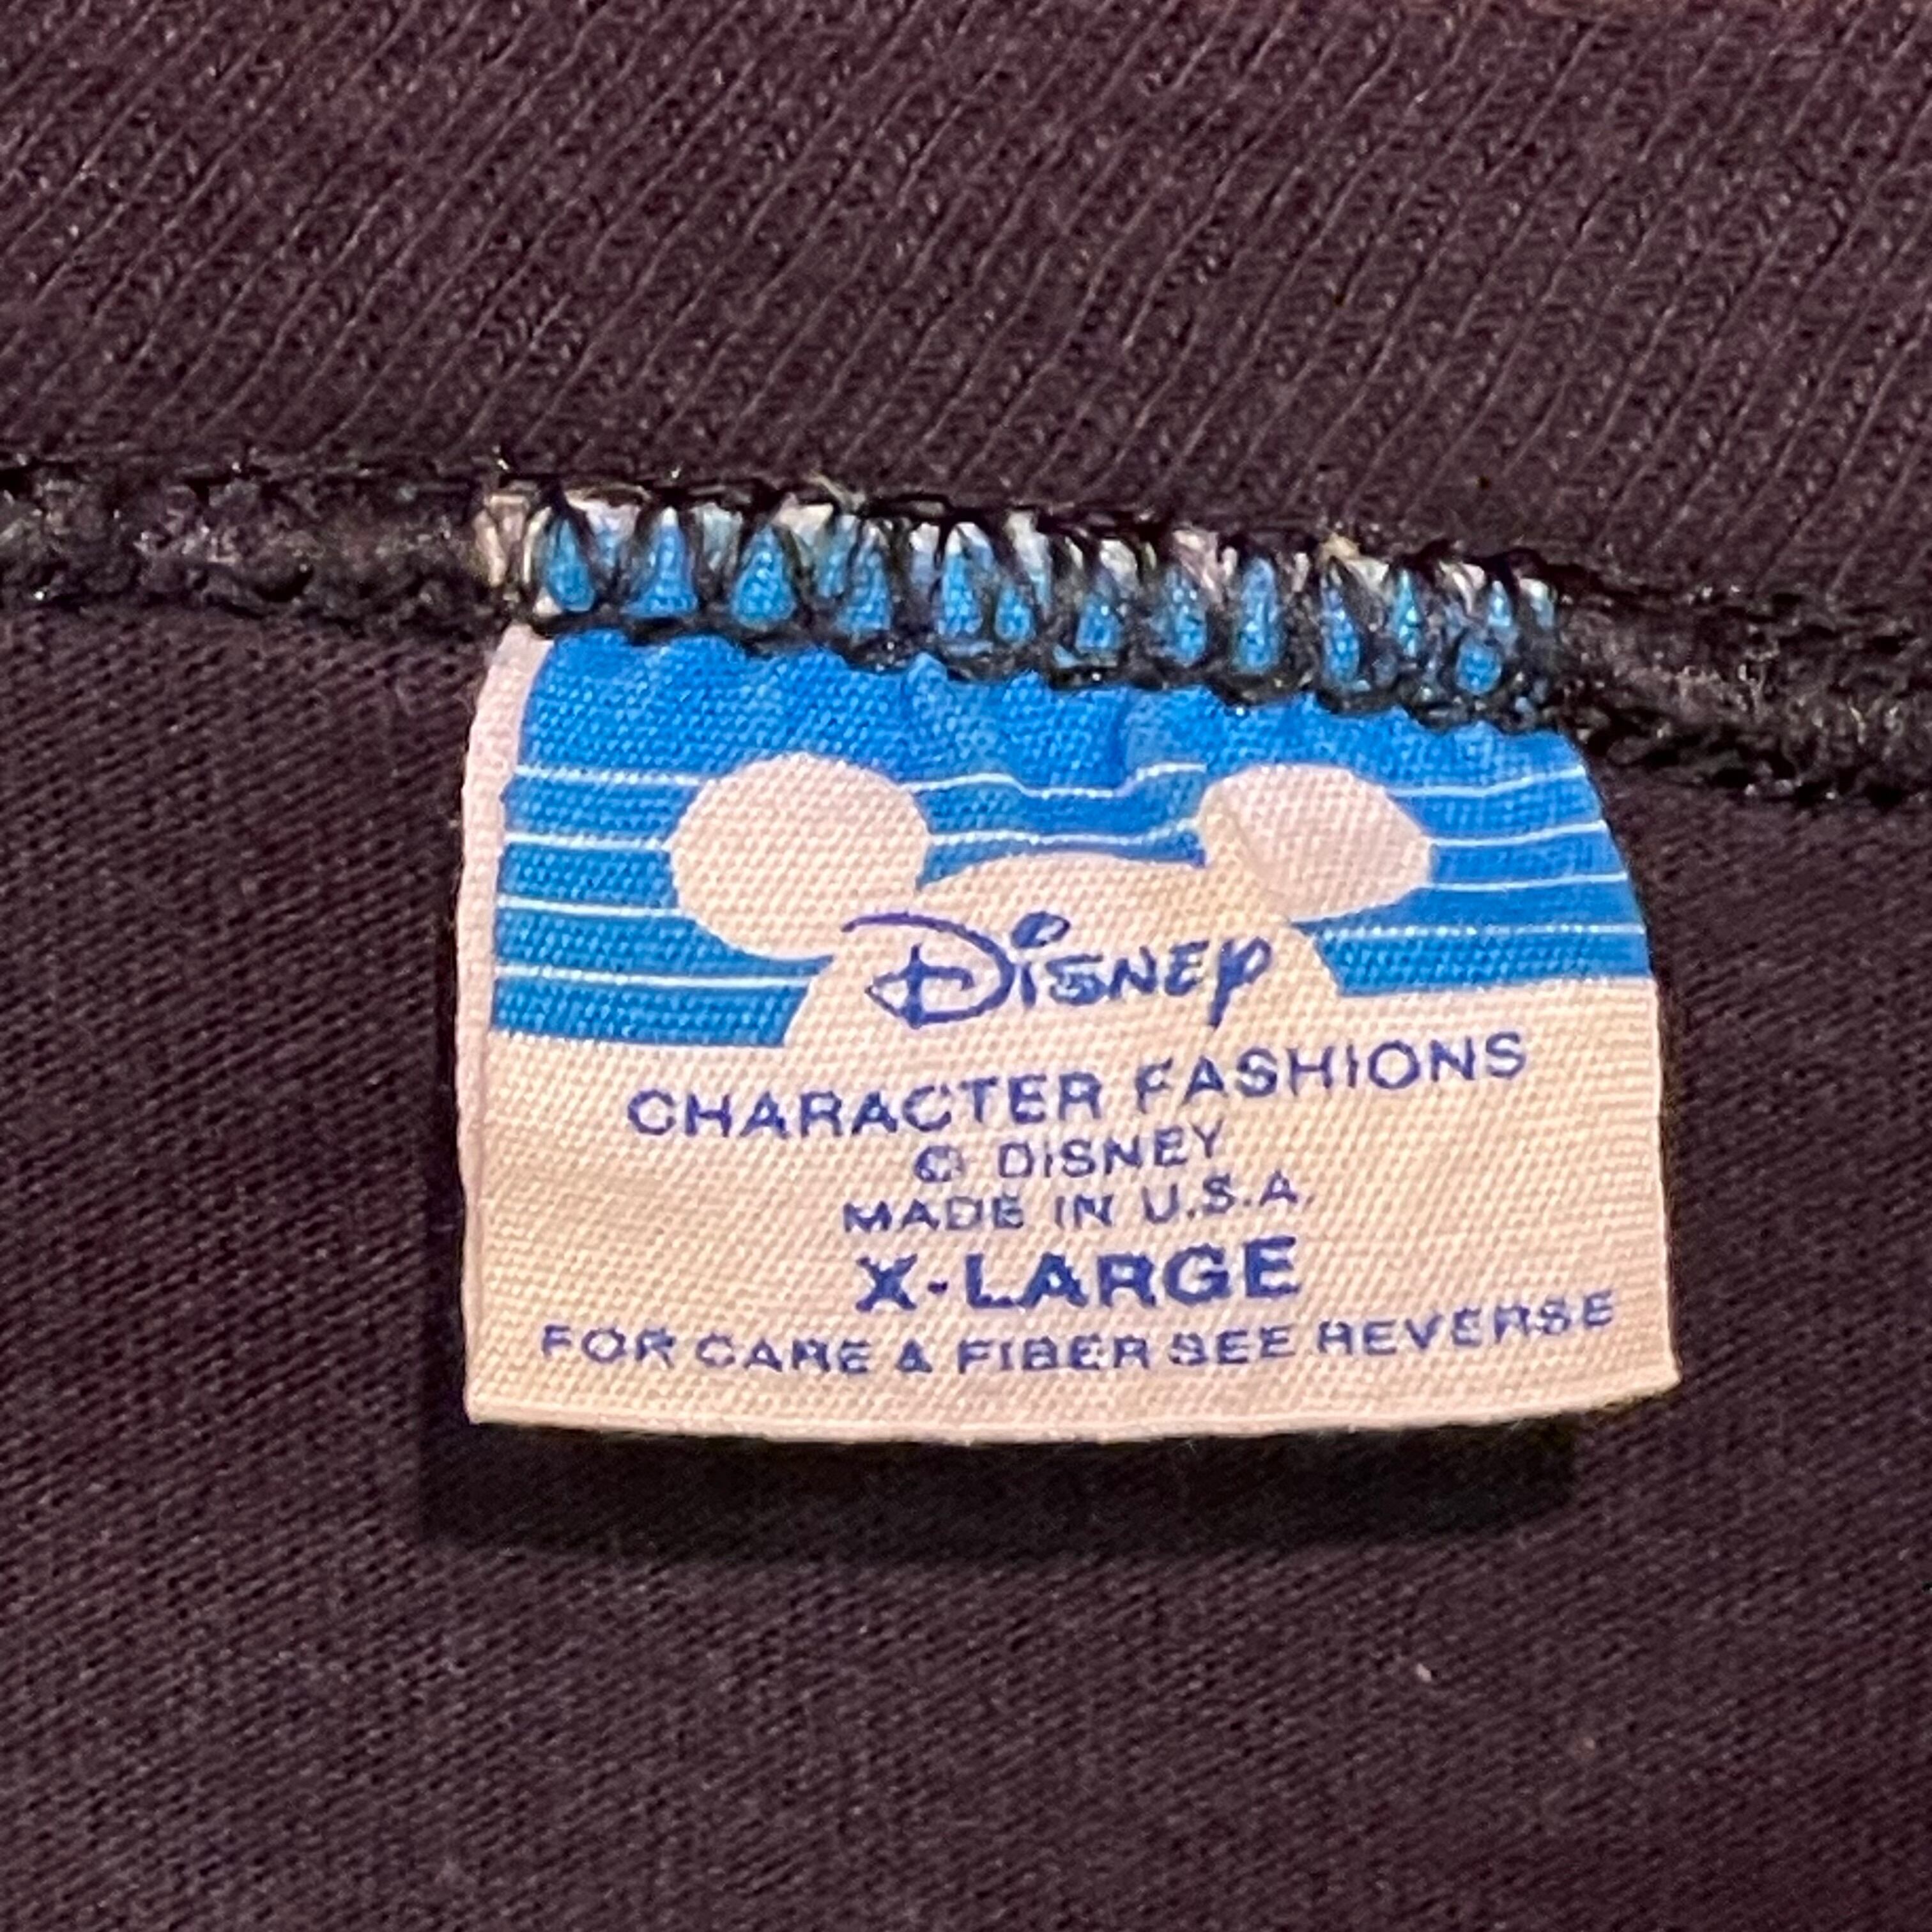 Disney
CHARACTER FASHIONS
© DISNEY
MADE IN U.S.A.
X-LARGE
FOR CARE & FIBER SEE REVERSE